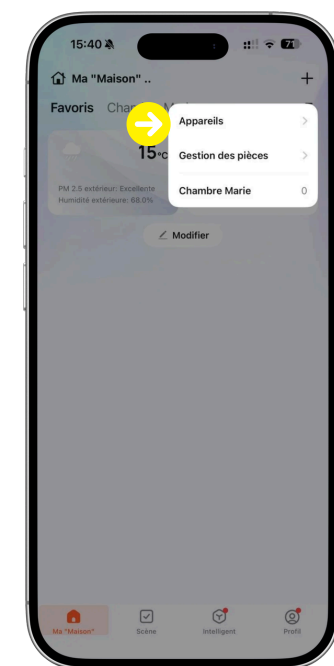 15:40
71
Ma "Maison" ..
Favoris
Appareils
15°C
Gestion des pièces
PM 2.5 extérieur: Excellente
Humidité extérieure: 68.0%
Chambre Marie 0
Modifier
Ma "Maison"
Scène
Intelligent
Profil